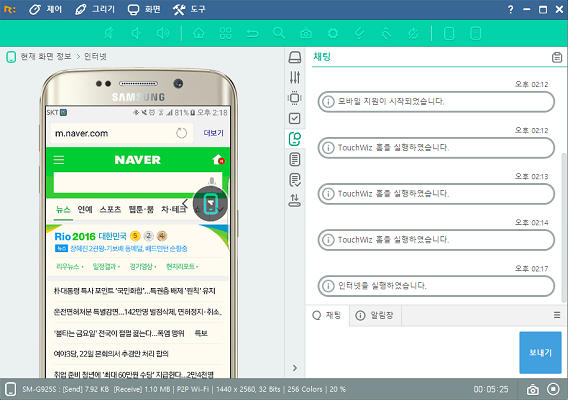 rc: 제어 그리기 화면 도구 ?
현재 화면 정보 > 인터넷
SAMSUNG
SKT 81% 오후 2:18
m.naver.com 더보기
NAVER
뉴스 연예 스포츠 웹툰·룸 차·테크
Rio2016 대한민국 5 2 4
뉴스 장혜진 2관왕-기보배 동메달, 배드민턴 순항중
리우뉴스 일정결과 경기영상 현지리포트
朴대통령 특사 포인트 '국민화합'…특권층 배제 '원칙' 유지
운전면허처분 특별감면…142만명 벌점삭제, 면허정지·취소..
'불타는 금요일' 전국이 펄펄 끓는다…폭염 맹위 특보
여야3당, 22일 본회의서 추경안 처리 합의
취업 준비 청년에 '최대 60만원 수당' 지급한다…2만4천명
채팅
오후 02:12
모바일 지원이 시작되었습니다.
오후 02:12
TouchWiz 홈을 실행하였습니다.
오후 02:13
TouchWiz 홈을 실행하였습니다.
오후 02:14
TouchWiz 홈을 실행하였습니다.
오후 02:17
인터넷을 실행하였습니다.
채팅 알림창
보내기
SM-G925S : [Send] 7.92 KB [Receive] 1.10 MB | P2P Wi-Fi | 1440 x 2560, 32 Bits | 256 Colors | 20 % 00:05:25